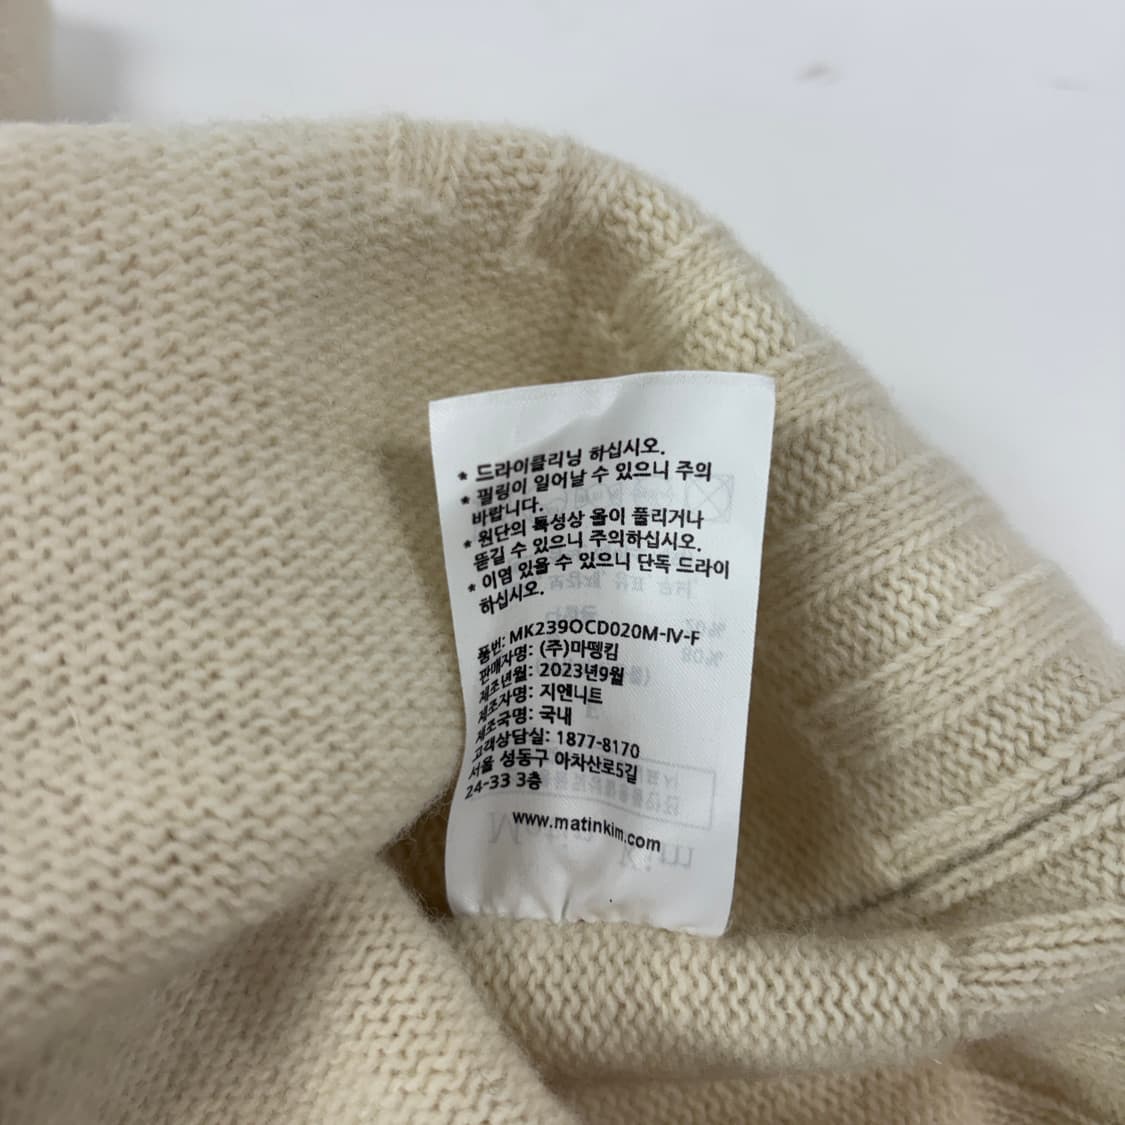 * 드라이클리닝 하십시오.
* 필링이 일어날 수 있으니 주의
바랍니다.
* 원단의 특성상 올이 풀리거나
뜯길 수 있으니 주의하십시오.
* 이염 있을 수 있으니 단독 드라이
하십시오.
품번: MK239OCD020M-IV-F
판매자명: (주)마뗑킴
제조년월: 2023년9월
제조자명: 지엔니트
제조국명: 국내
고객상담실: 1877-8170
서울 성동구 아차산로5길
24-33 3층
www.matinkim.com